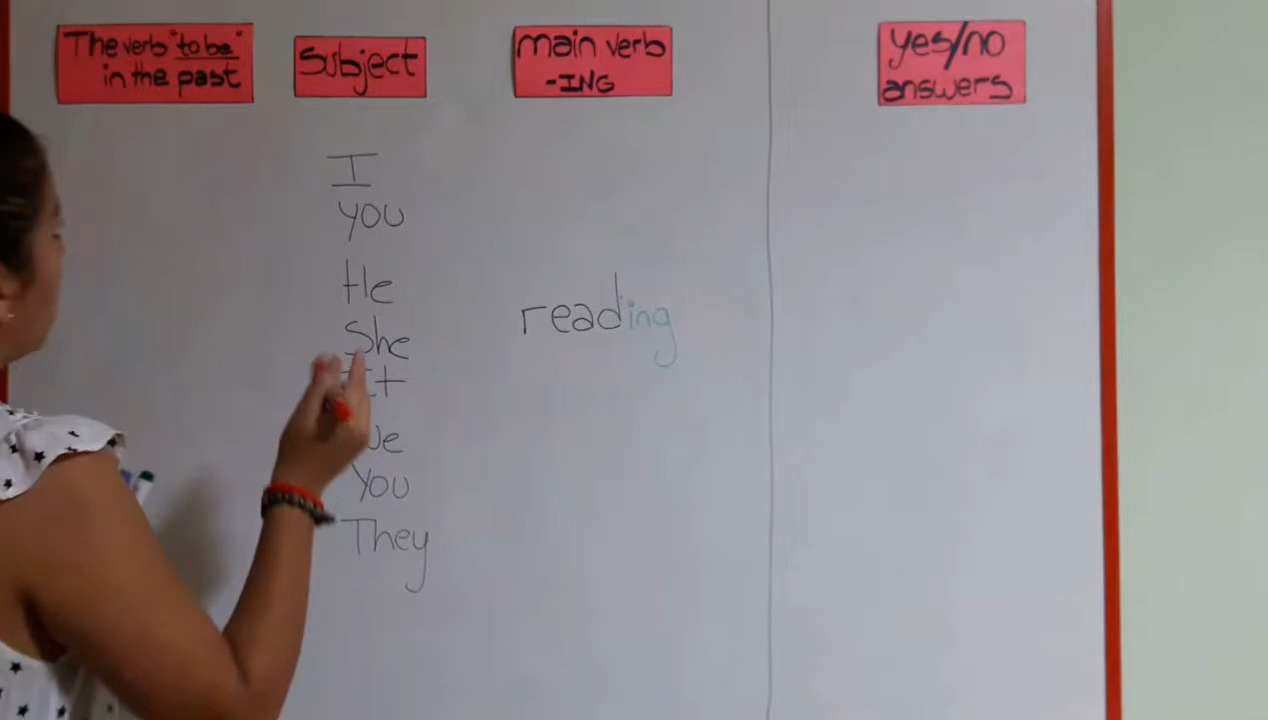 The verb "to be"
in the past
Subject
main verb
-ING
yes/no
answers
I
you
He
She
It
We
You
They
reading